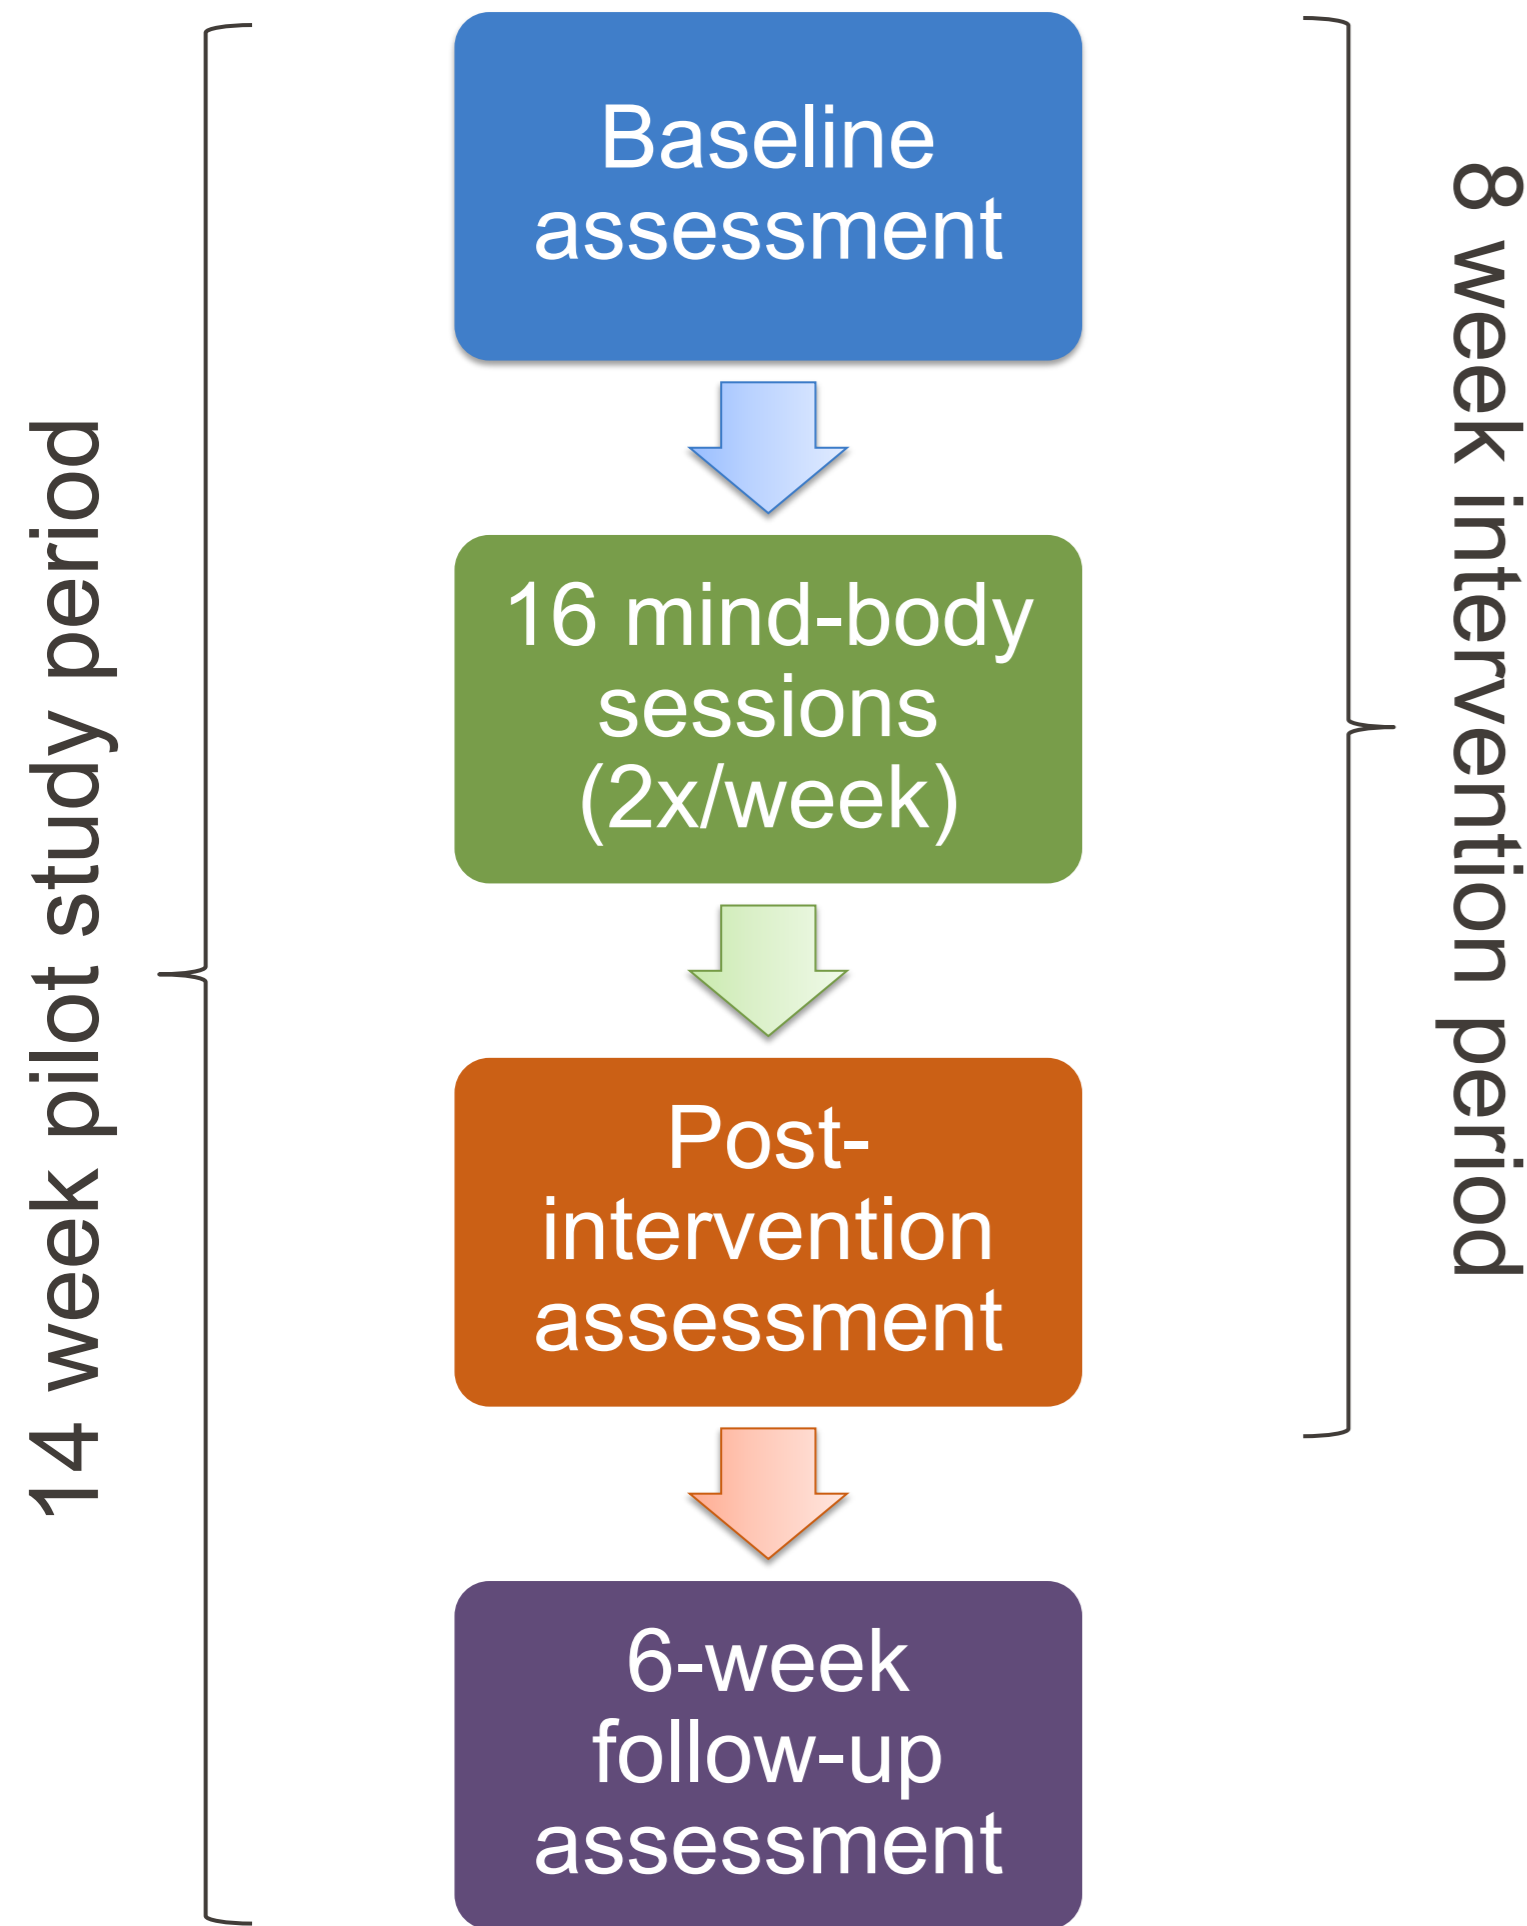 14 week pilot study period
Baseline
assessment
16 mind-body
sessions
(2x/week)
Post-
intervention
assessment
6-week
follow-up
assessment
8 week intervention period